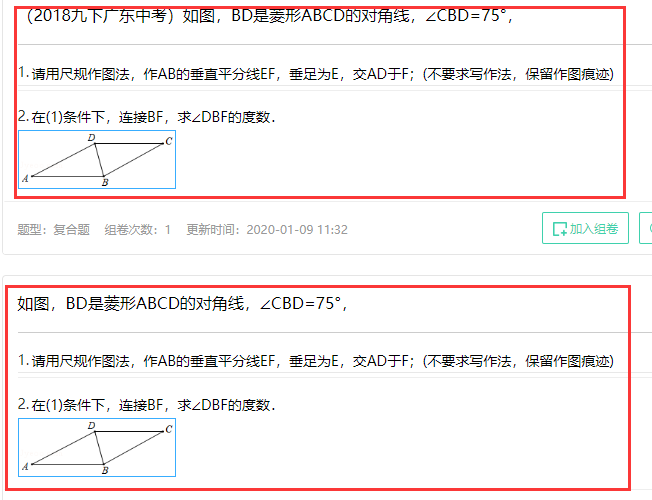 （2018九下广东中考）如图，BD是菱形ABCD的对角线，∠CBD=75°，
1. 请用尺规作图法，作AB的垂直平分线EF，垂足为E，交AD于F；(不要求写作法，保留作图痕迹)
2. 在(1)条件下，连接BF，求∠DBF的度数．
D C
A B
题型：复合题 组卷次数：1 更新时间：2020-01-09 11:32 加入组卷
如图，BD是菱形ABCD的对角线，∠CBD=75°，
1. 请用尺规作图法，作AB的垂直平分线EF，垂足为E，交AD于F；(不要求写作法，保留作图痕迹)
2. 在(1)条件下，连接BF，求∠DBF的度数．
D C
A B